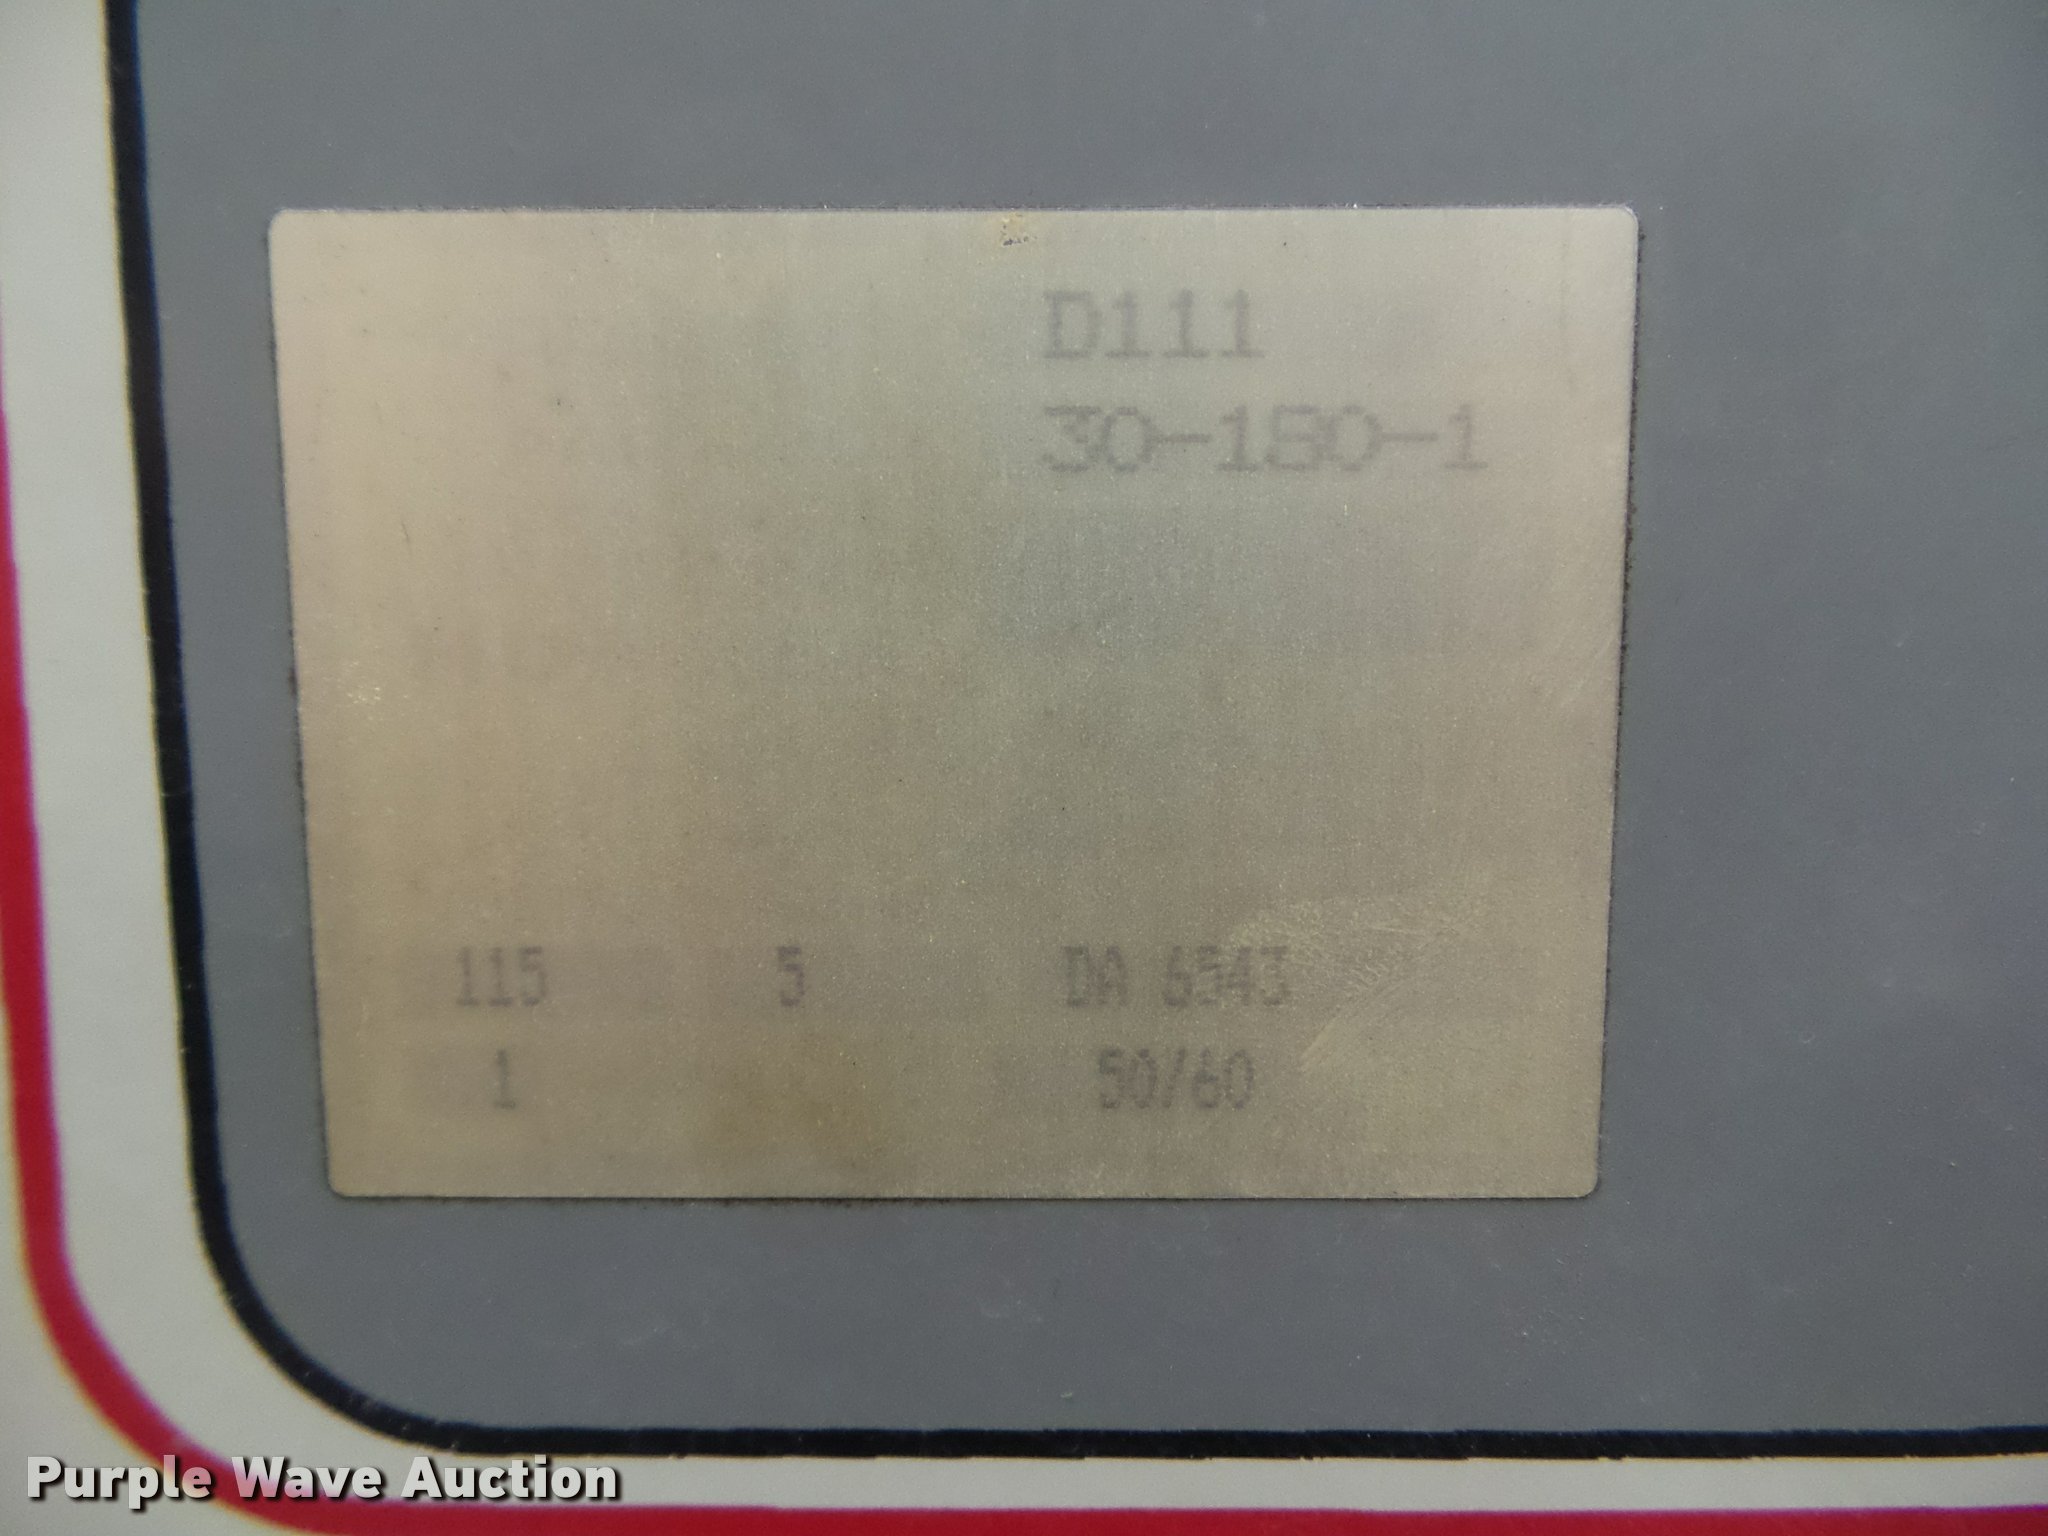 D111
30-180-1
115 5 DA 6543
1 50/60
Purple Wave Auction